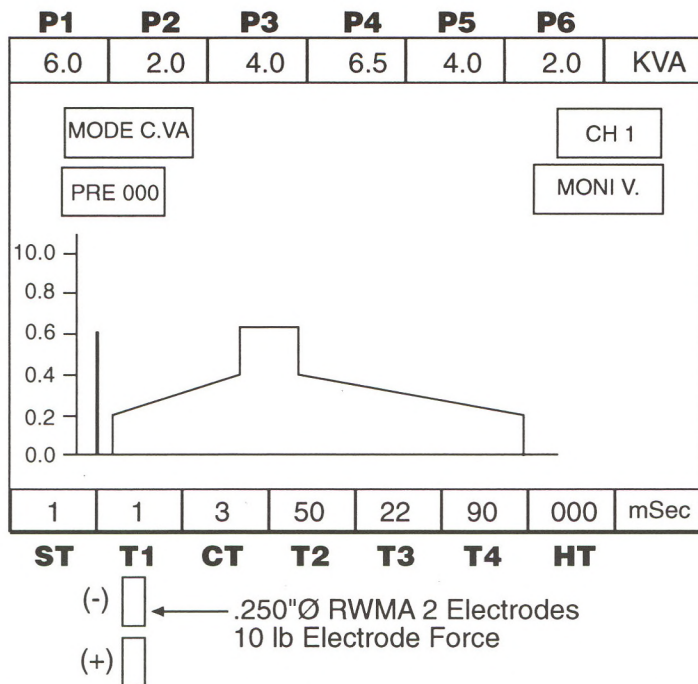 P1 P2 P3 P4 P5 P6
6.0 2.0 4.0 6.5 4.0 2.0 KVA
MODE C.VA CH 1
PRE 000 MONI V.
10.0
0.8
0.6
0.4
0.2
0.0
1 1 3 50 22 90 000 mSec
ST T1 CT T2 T3 T4 HT
(-) .250"Ø RWMA 2 Electrodes
10 lb Electrode Force
(+)